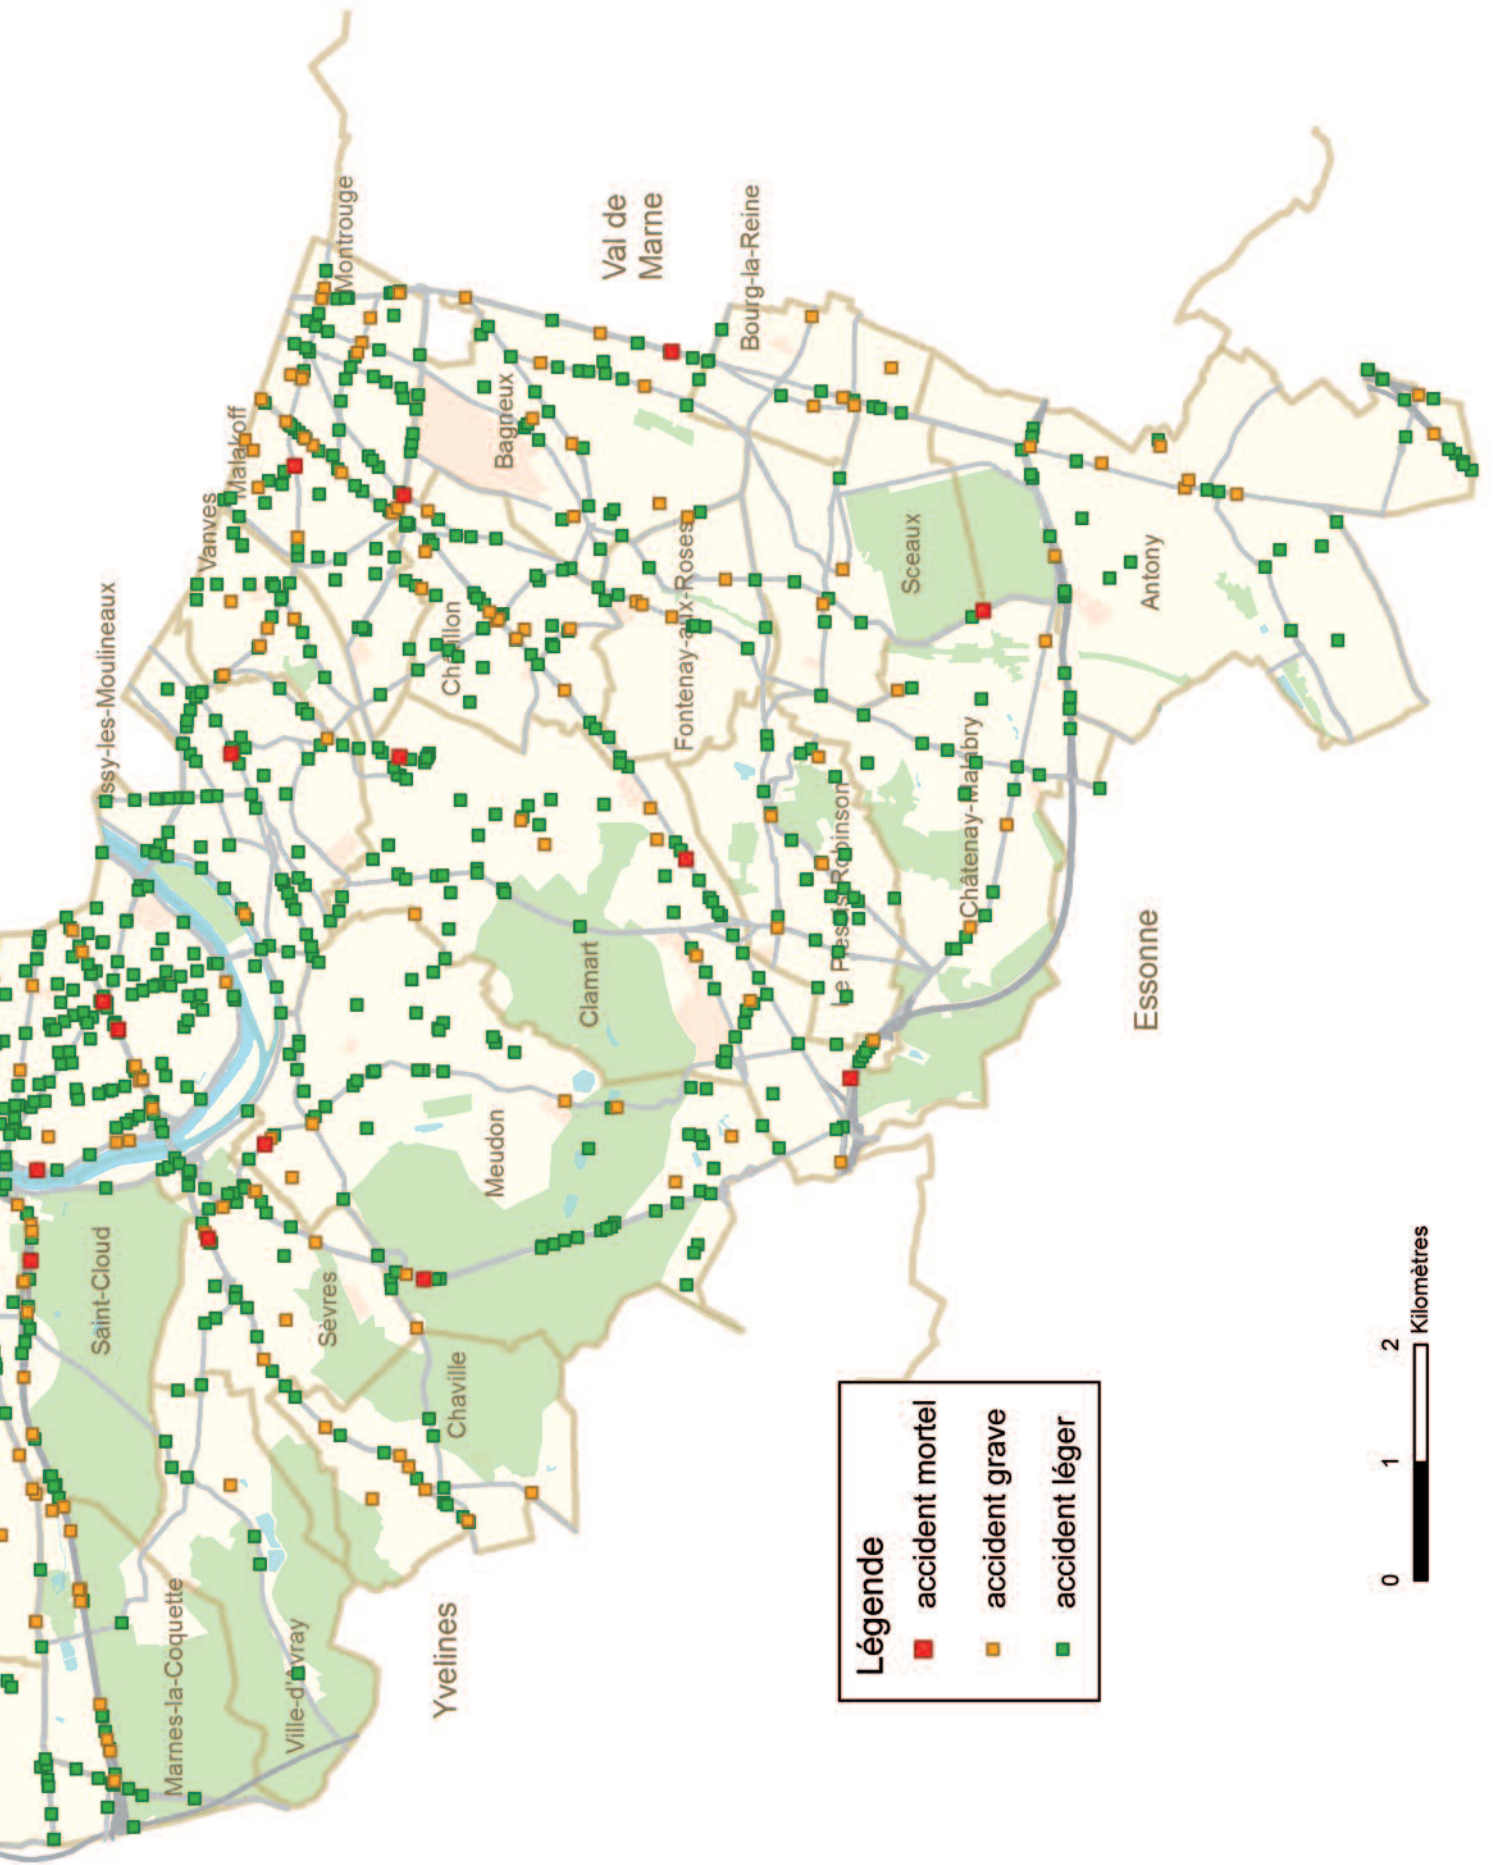 Issy-les-Moulineaux
Vanves
Malakoff
Montrouge
Saint-Cloud
Marnes-la-Coquette
Ville-d'Avray
Sèvres
Chaville
Meudon
Clamart
Châtillon
Bagneux
Val de
Marne
Fontenay-aux-Roses
Bourg-la-Reine
Le Plessis-Robinson
Sceaux
Châtenay-Malabry
Antony
Yvelines
Essonne
Légende
accident mortel
accident grave
accident léger
0 1 2
Kilomètres